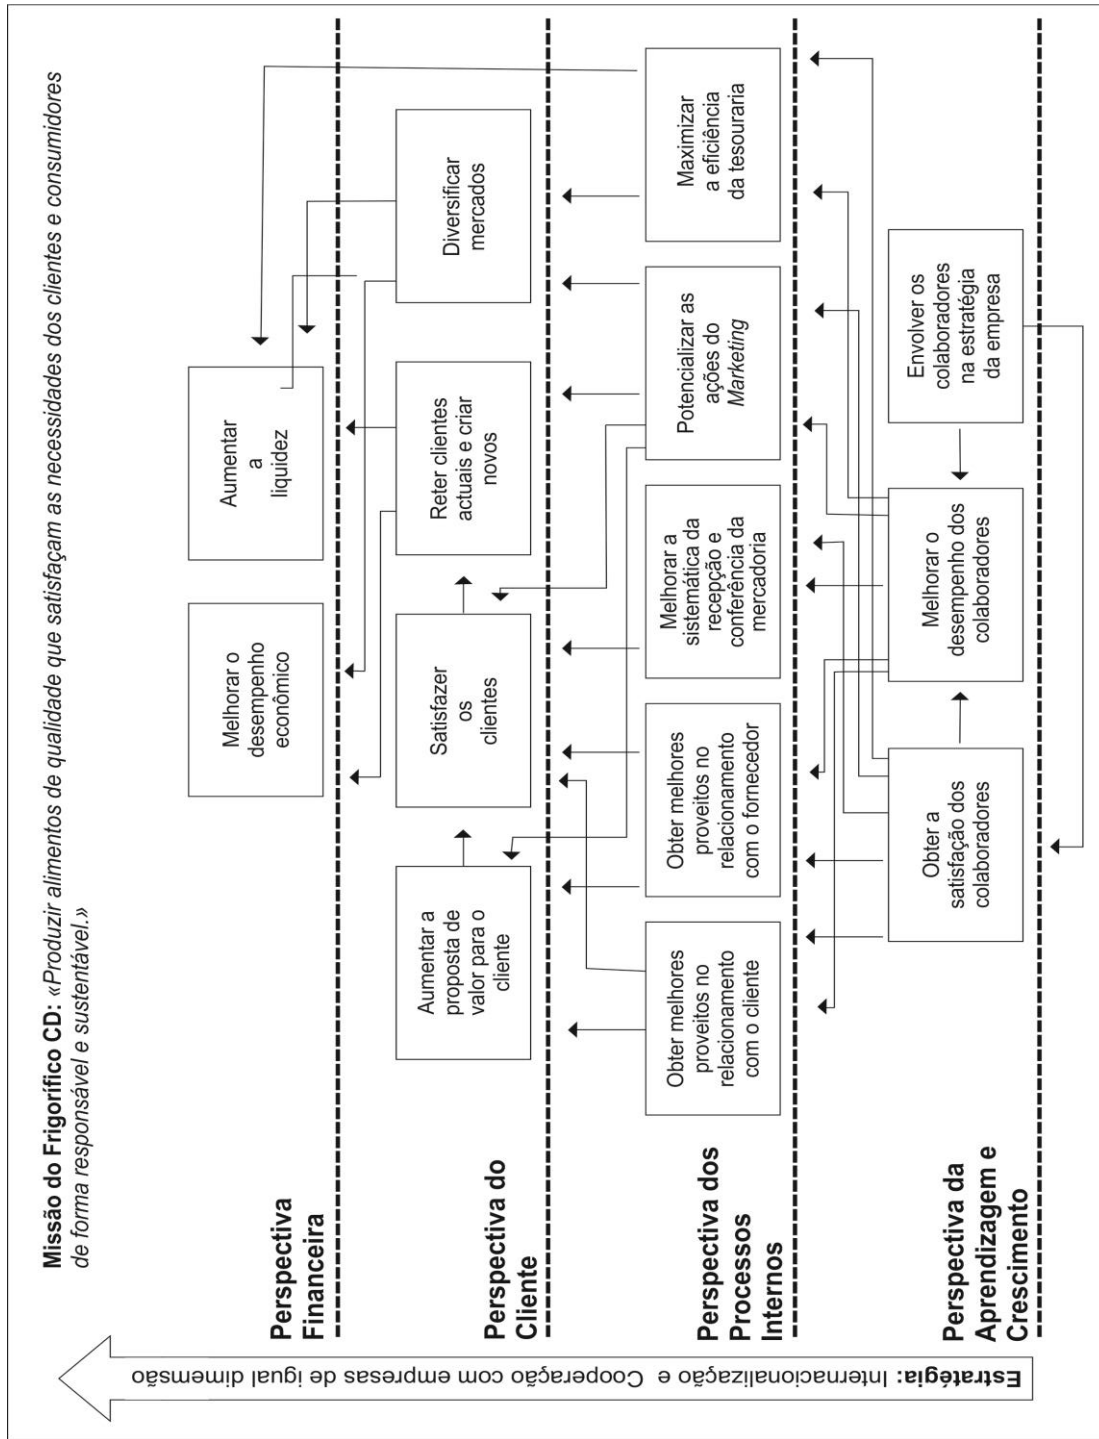 Missão do Frigorífico CD: «Produzir alimentos de qualidade que satisfaçam as necessidades dos clientes e consumidores
de forma responsável e sustentável.»
Estratégia: Internacionalização e Cooperação com empresas de igual dimemsão
Perspectiva
Financeira
Melhorar o
desempenho
econômico
Aumentar
a
liquidez
Perspectiva do
Cliente
Aumentar a
proposta de
valor para o
cliente
Satisfazer
os
clientes
Reter clientes
actuais e criar
novos
Diversificar
mercados
Perspectiva dos
Processos
Internos
Obter melhores
proveitos no
relacionamento
com o cliente
Obter melhores
proveitos no
relacionamento
com o fornecedor
Melhorar a
sistemática da
recepção e
conferência da
mercadoria
Potencializar as
ações do
Marketing
Maximizar
a eficiência
da tesouraria
Perspectiva da
Aprendizagem e
Crescimento
Obter a
satisfação dos
colaboradores
Melhorar o
desempenho dos
colaboradores
Envolver os
colaboradores
na estratégia
da empresa